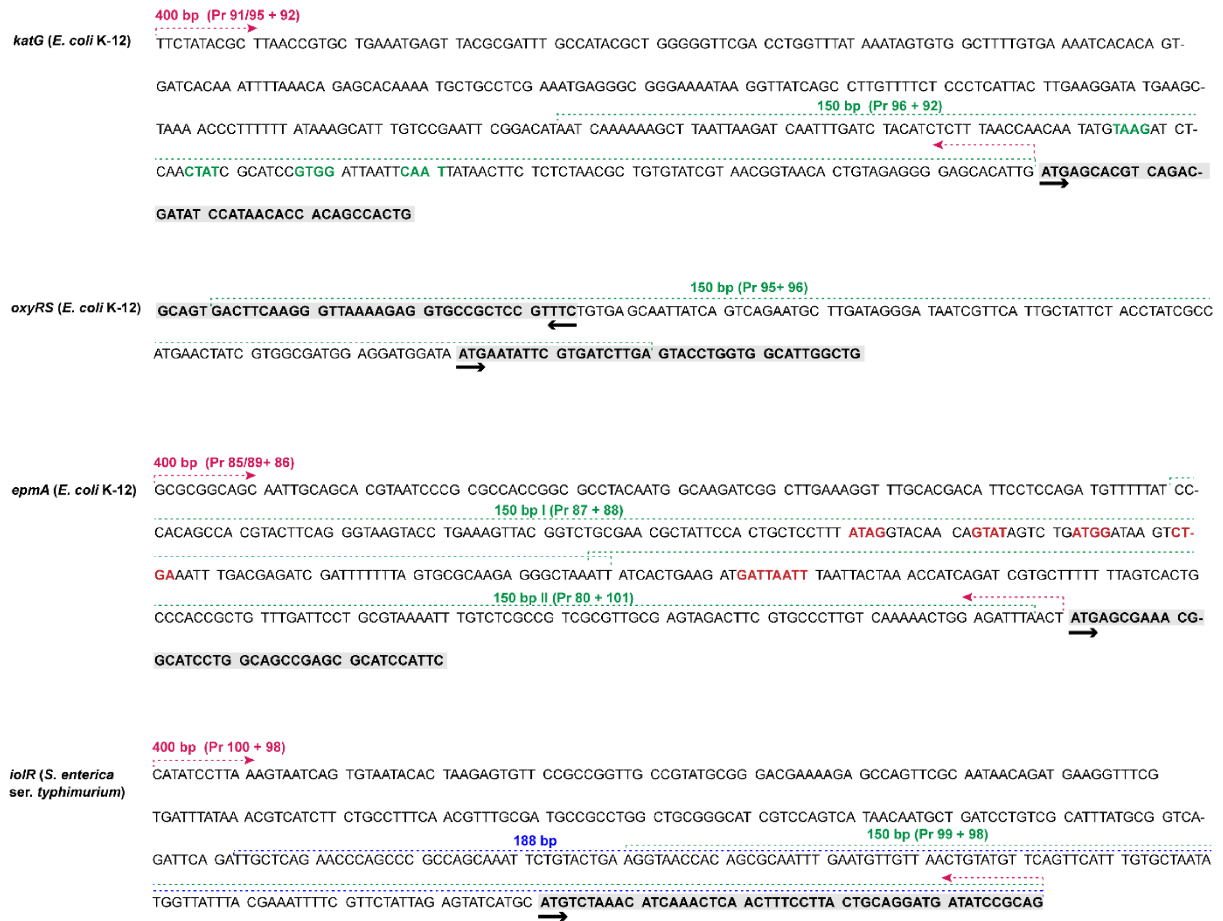 400 bp (Pr 91/95 + 92)
katG (E. coli K-12)
TTCTATACGC TTAACCGTGC TGAAATGAGT TACGCGATTT GCCATACGCT GGGGGTTCGA CCTGGTTTAT AAATAGTGTG GCTTTTGTGA AAATCACACA GT-
GATCACAA ATTTTAAACA GAGCACAAAA TGCTGCCTCG AAATGAGGGC GGGAAAATAA GGTTATCAGC CTTGTTTTCT CCCTCATTAC TTGAAGGATA TGAAGC-
150 bp (Pr 96 + 92)
TAAA ACCCTTTTTT ATAAAGCATT TGTCCGAATT CGGACATAAT CAAAAAAGCT TAATTAAGAT CAATTTGATC TACATCTCTT TAACCAACAA TATGTAAGAT CT-
CAACTATC GCATCCGTGG ATTAATTCAA TTATAACTTC TCTCTAACGC TGTGTATCGT AACGGTAACA CTGTAGAGGG GAGCACATTG ATGAGCACGT CAGAC-
GATAT CCATAACACC ACAGCCACTG
150 bp (Pr 95+ 96)
oxyRS (E. coli K-12)
GCAGT GACTTCAAGG GTTAAAAGAG GTGCCGCTCC GTTTCTGTGA GCAATTATCA GTCAGAATGC TTGATAGGGA TAATCGTTCA TTGCTATTCT ACCTATCGCC
ATGAACTATC GTGGCGATGG AGGATGGATA ATGAATATTC GTGATCTTGA GTACCTGGTG GCATTGGCTG
400 bp (Pr 85/89+ 86)
epmA (E. coli K-12)
GCGCGGCAGC AATTGCAGCA CGTAATCCCG CGCCACCGGC GCCTACAATG GCAAGATCGG CTTGAAAGGT TTGCACGACA TTCCTCCAGA TGTTTTTAT CC-
150 bp I (Pr 87 + 88)
CACAGCCA CGTACTTCAG GGTAAGTACC TGAAAGTTAC GGTCTGCGAA CGCTATTCCA CTGCTCCTTT ATAGGTACAA CAGTATAGTC TGATGGATAA GTCT-
GAAATT TGACGAGATC GATTTTTTTA GTGCGCAAGA GGGCTAAATT ATCACTGAAG ATGATTAATT TAATTACTAA ACCATCAGAT CGTGCTTTTT TTAGTCACTG
150 bp II (Pr 80 + 101)
CCCACCGCTG TTTGATTCCT GCGTAAAATT TGTCTCGCCG TCGCGTTGCG AGTAGACTTC GTGCCCTTGT CAAAAACTGG AGATTTAACT ATGAGCGAAA CG-
GCATCCTGG GCAGCCGAGC GCATCCATTC
400 bp (Pr 100 + 98)
iolR (S. enterica
ser. typhimurium)
CATATCCTTA AAGTAATCAG TGTAATACAC TAAGAGTGTT CCGCCGGTTG CCGTATGCGG GACGAAAAGA GCCAGTTCGC AATAACAGAT GAAGGTTTCG
TGATTTATAA ACGTCATCTT CTGCCTTTCA ACGTTTGCGA TGCCGCCTGG CTGCGGGCAT CGTCCAGTCA TAACAATGCT GATCCTGTCG CATTTATGCG GTCA-
188 bp
150 bp (Pr 99 + 98)
GATTCAGA TTGCTCAG AACCCAGCCC GCCAGCAAAT TCTGTACTGA AGGTAACCAC AGCGCAATTT GAATGTTGTT AACTGTATGT TCAGTTCATT TGTGCTAATA
TGGTTATTTA CGAAATTTTC GTTCTATTAG AGTATCATGC ATGTCTAAAC ATCAAACTCA ACTTTCCTTA CTGCAGGATG ATATCCGCAG